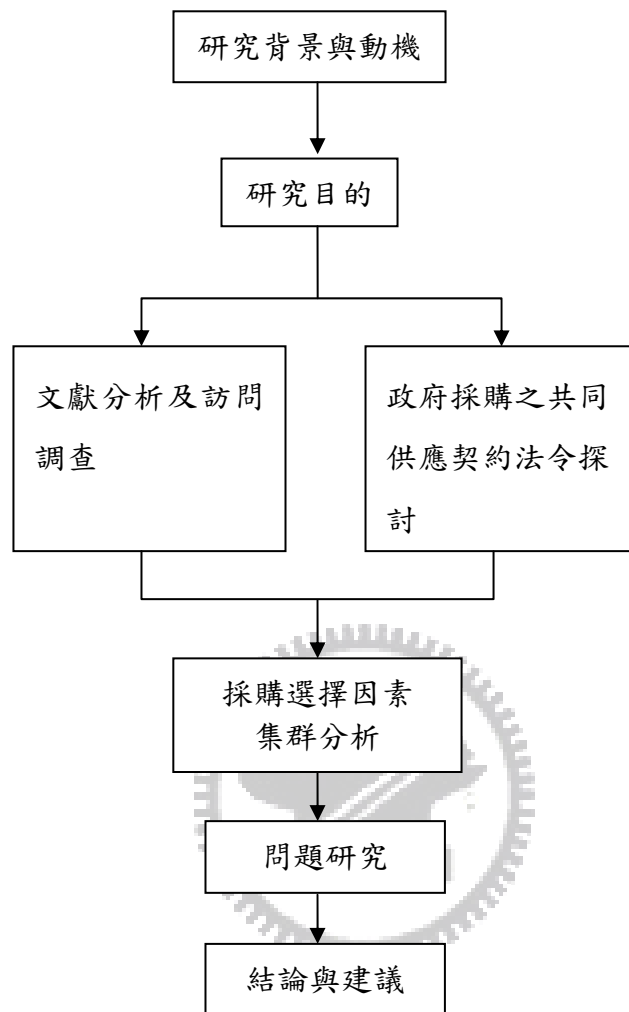 研究背景與動機
研究目的
文獻分析及訪問
調查
政府採購之共同
供應契約法令探
討
採購選擇因素
集群分析
問題研究
結論與建議